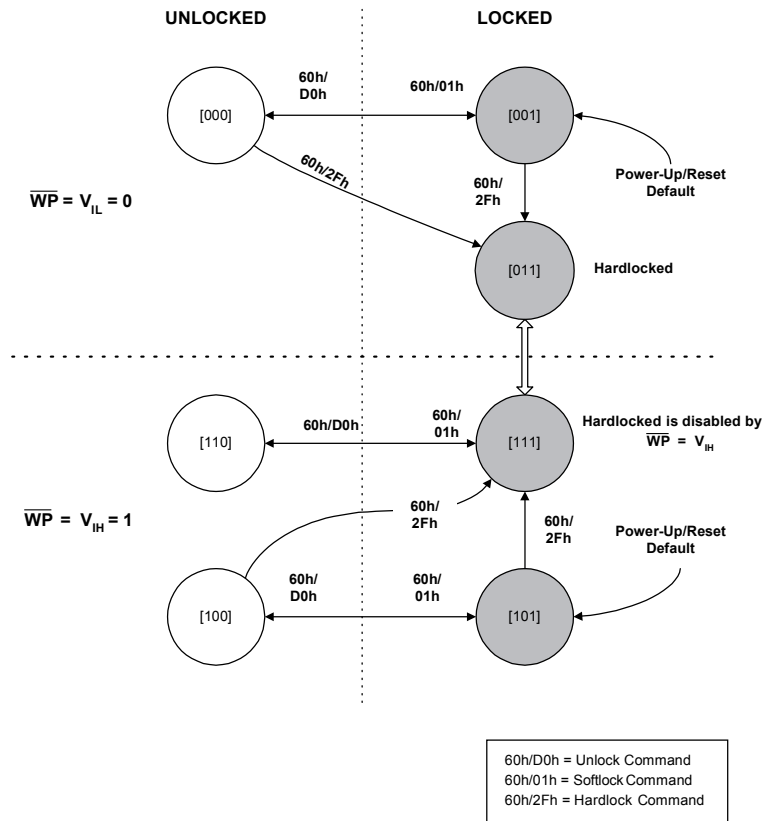 UNLOCKED
LOCKED
60h/
D0h
60h/01h
[000]
[001]
60h/2Fh
60h/
2Fh
Power-Up/Reset
Default
WP = VIL = 0
[011]
Hardlocked
60h/D0h
60h/
01h
[110]
[111]
Hardlocked is disabled by
WP = VIH
WP = VIH = 1
60h/
2Fh
60h/
2Fh
Power-Up/Reset
Default
60h/
D0h
60h/
01h
[100]
[101]
60h/D0h = Unlock Command
60h/01h = Softlock Command
60h/2Fh = Hardlock Command